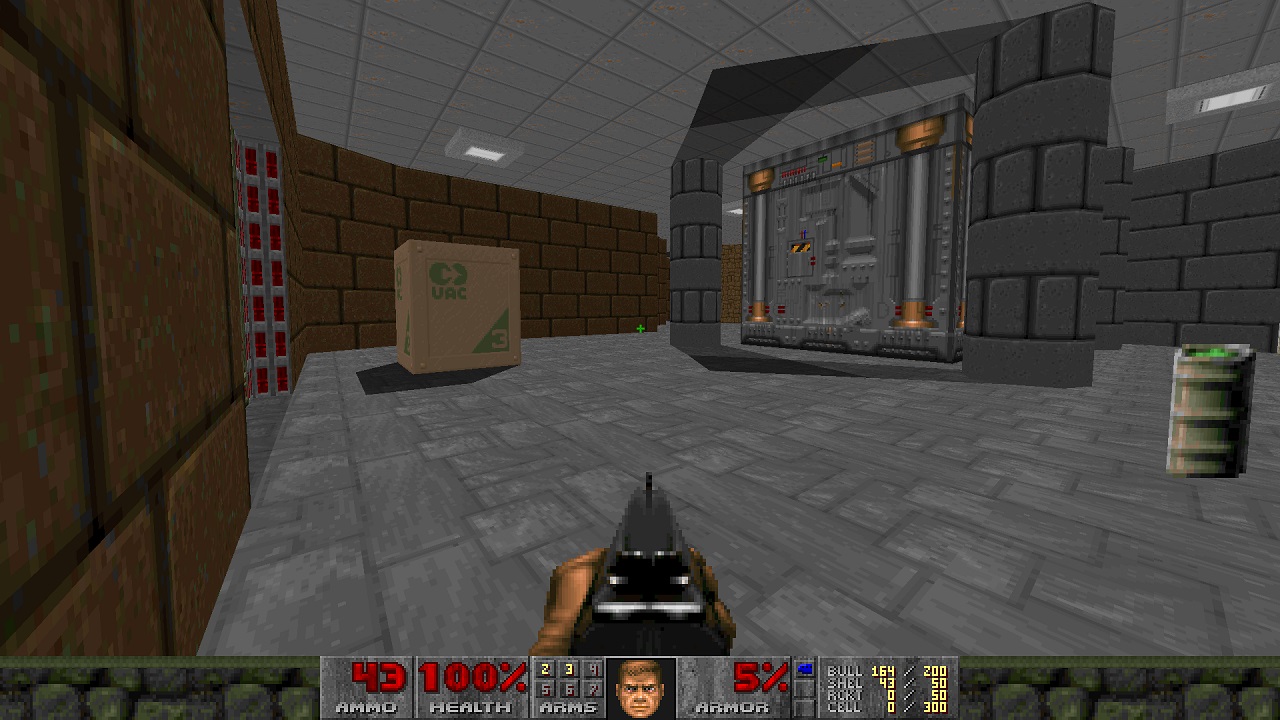 UAC
3
43 100% 2 3 4 5% BULL 164 / 200
5 6 7 SHEL 43 / 50
RCKT 0 / 50
AMMO HEALTH ARMS ARMOR CELL 0 / 300